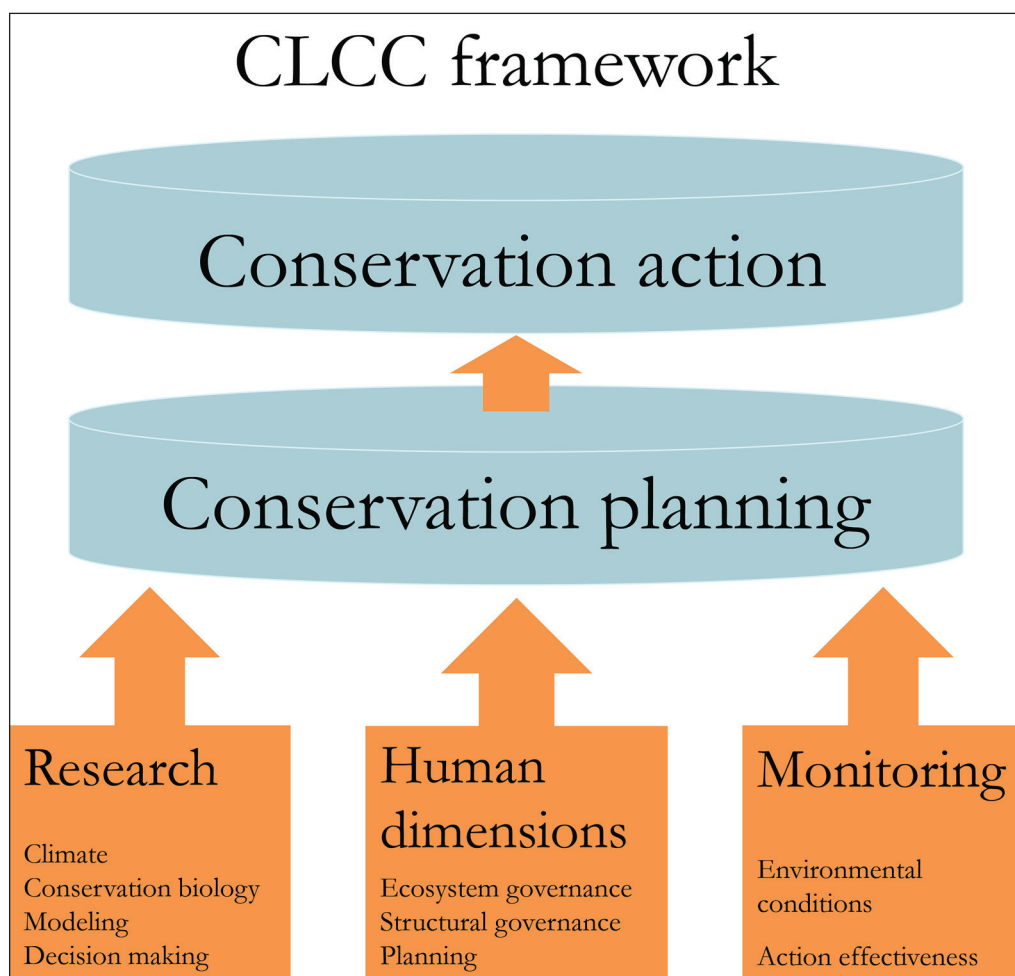 CLCC framework
Conservation action
Conservation planning
Research
Climate
Conservation biology
Modeling
Decision making
Human
dimensions
Ecosystem governance
Structural governance
Planning
Monitoring
Environmental
conditions
Action effectiveness